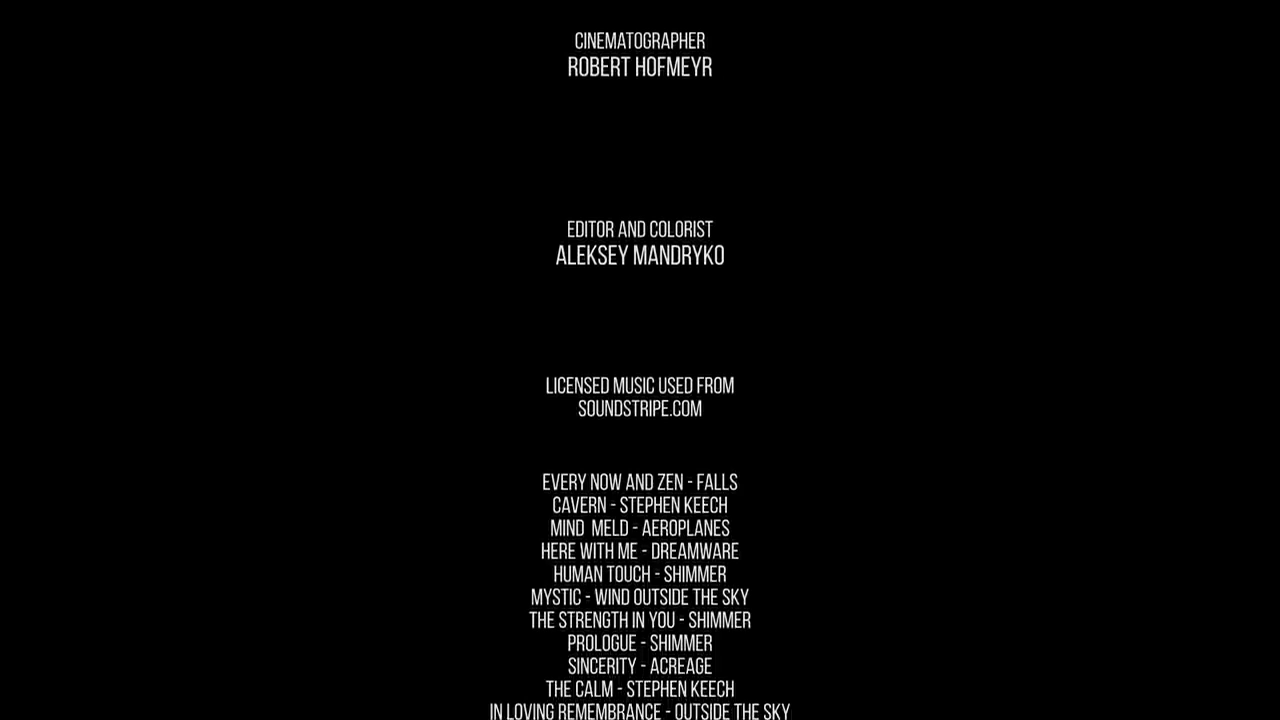 CINEMATOGRAPHER
ROBERT HOFMEYR
EDITOR AND COLORIST
ALEKSEY MANDRYKO
LICENSED MUSIC USED FROM
SOUNDSTRIPE.COM
EVERY NOW AND ZEN - FALLS
CAVERN - STEPHEN KEECH
MIND MELD - AEROPLANES
HERE WITH ME - DREAMWARE
HUMAN TOUCH - SHIMMER
MYSTIC - WIND OUTSIDE THE SKY
THE STRENGTH IN YOU - SHIMMER
PROLOGUE - SHIMMER
SINCERITY - ACREAGE
THE CALM - STEPHEN KEECH
IN LOVING REMEMBRANCE - OUTSIDE THE SKY